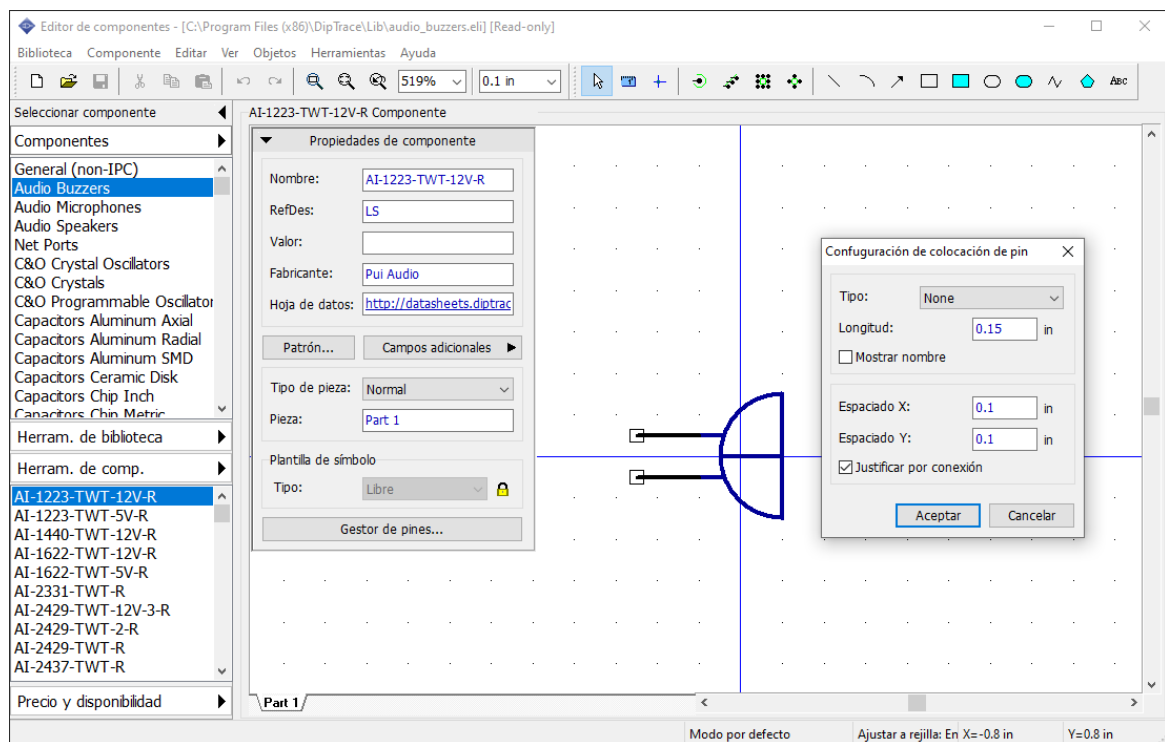 Editor de componentes - [C:\Program Files (x86)\DipTrace\Lib\audio_buzzers.eli] [Read-only]
Biblioteca Componente Editar Ver Objetos Herramientas Ayuda
519% 0.1 in ABC
Seleccionar componente
Componentes
General (non-IPC)
Audio Buzzers
Audio Microphones
Audio Speakers
Net Ports
C&O Crystal Oscillators
C&O Crystals
C&O Programmable Oscillator
Capacitors Aluminum Axial
Capacitors Aluminum Radial
Capacitors Aluminum SMD
Capacitors Ceramic Disk
Capacitors Chip Inch
Capacitors Chip Metric
Herram. de biblioteca
Herram. de comp.
AI-1223-TWT-12V-R
AI-1223-TWT-5V-R
AI-1440-TWT-12V-R
AI-1622-TWT-12V-R
AI-1622-TWT-5V-R
AI-2331-TWT-R
AI-2429-TWT-12V-3-R
AI-2429-TWT-2-R
AI-2429-TWT-R
AI-2437-TWT-R
Precio y disponibilidad
AI-1223-TWT-12V-R Componente
Propiedades de componente
Nombre: AI-1223-TWT-12V-R
RefDes: LS
Valor:
Fabricante: Pui Audio
Hoja de datos: http://datasheets.diptrac
Patrón... Campos adicionales
Tipo de pieza: Normal
Pieza: Part 1
Plantilla de símbolo
Tipo: Libre
Gestor de pines...
Confuguración de colocación de pin
Tipo: None
Longitud: 0.15 in
Mostrar nombre
Espaciado X: 0.1 in
Espaciado Y: 0.1 in
Justificar por conexión
Aceptar Cancelar
Part 1
Modo por defecto Ajustar a rejilla: En X=-0.8 in Y=0.8 in